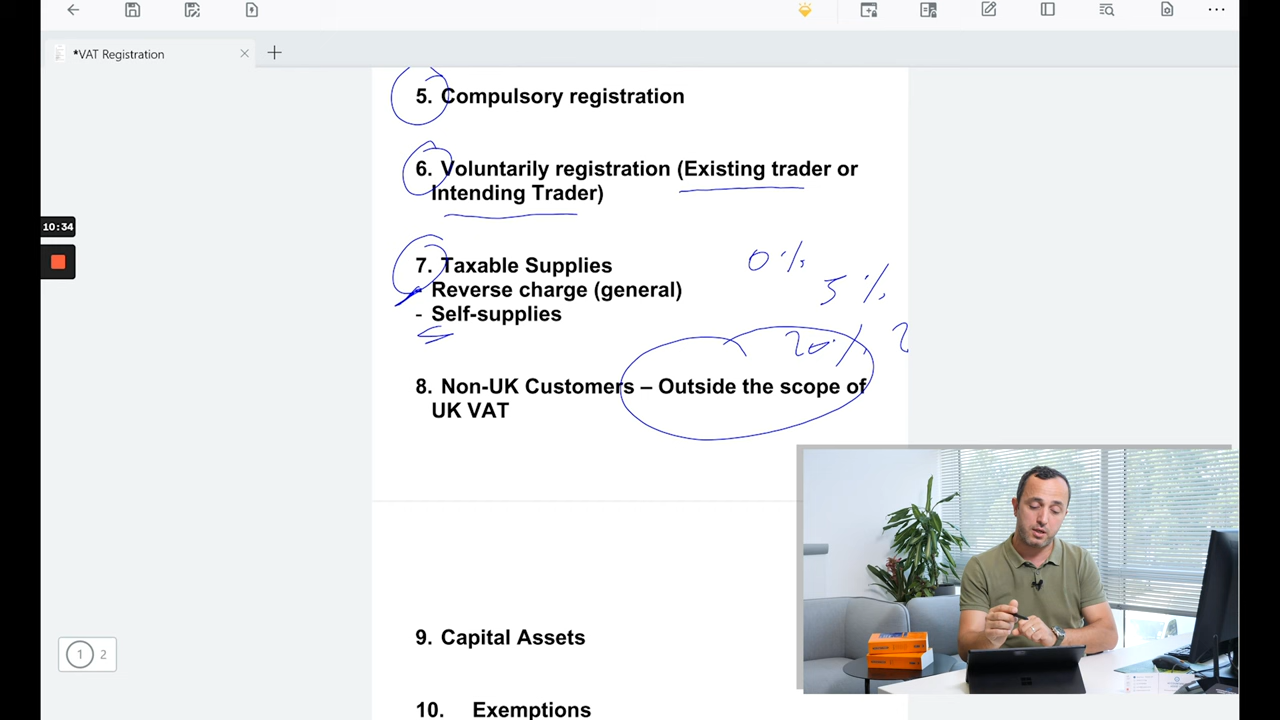 *VAT Registration
5. Compulsory registration
6. Voluntarily registration (Existing trader or
Intending Trader)
10:34
7. Taxable Supplies
0%
- Reverse charge (general)
5%
- Self-supplies
20%
8. Non-UK Customers – Outside the scope of
UK VAT
9. Capital Assets
1 2
10. Exemptions